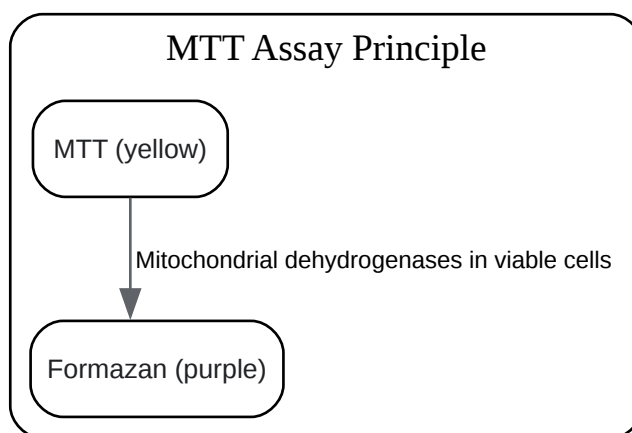 MTT Assay Principle
MTT (yellow)
Mitochondrial dehydrogenases in viable cells
Formazan (purple)